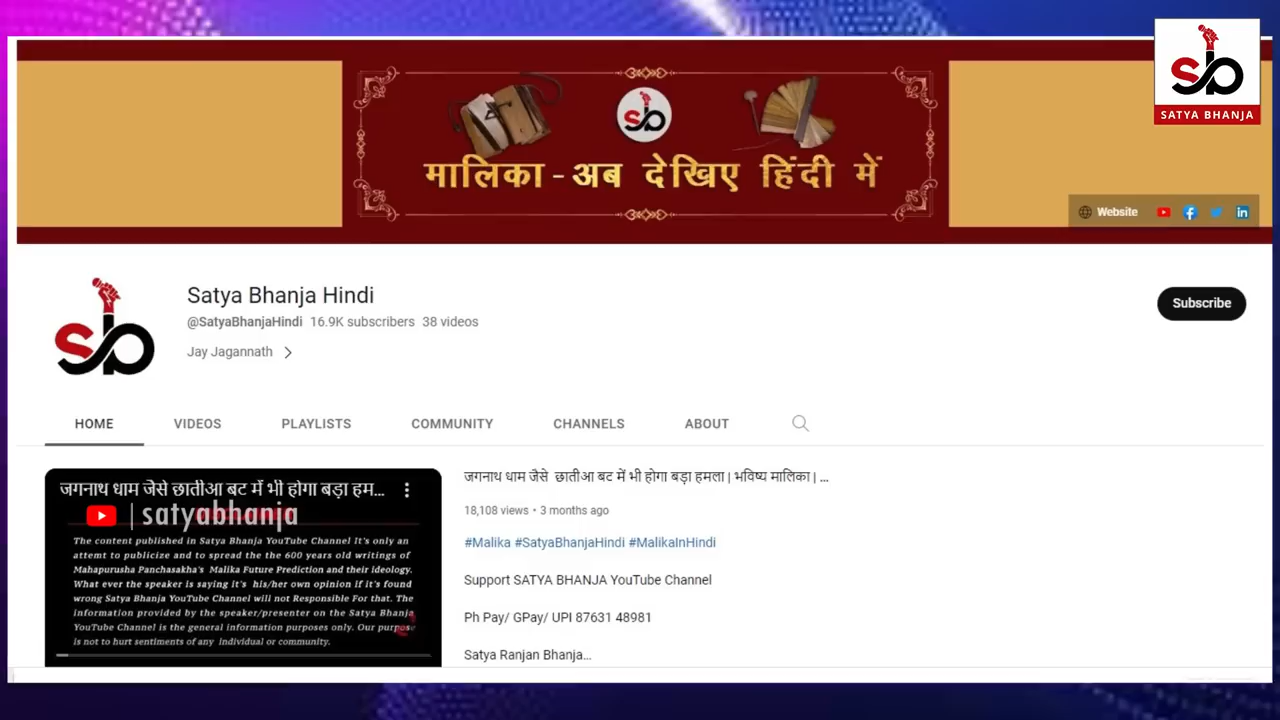 sb
SATYA BHANJA
sb
मालिका - अब देखिए हिंदी में
Website
in
sb
Satya Bhanja Hindi
@SatyaBhanjaHindi 16.9K subscribers 38 videos
Jay Jagannath
Subscribe
HOME VIDEOS PLAYLISTS COMMUNITY CHANNELS ABOUT
जगनाथ धाम जैसे छातीआ बट में भी होगा बड़ा हम...
| satyabhanja
The content published in Satya Bhanja YouTube Channel It's only an
attemt to publicize and to spread the the 600 years old writings of
Mahapurusha Panchasakha's Malika Future Prediction and their ideology.
What ever the speaker is saying it's his/her own opinion if it's found
wrong Satya Bhanja YouTube Channel will not Responsible For that. The
information provided by the speaker/presenter on the Satya Bhanja
YouTube Channel is the general information purposes only. Our purpose
is not to hurt sentiments of any individual or community.
जगनाथ धाम जैसे छातीआ बट में भी होगा बड़ा हमला | भविष्य मालिका | ...
18,108 views • 3 months ago
#Malika #SatyaBhanjaHindi #MalikaInHindi
Support SATYA BHANJA YouTube Channel
Ph Pay/ GPay/ UPI 87631 48981
Satya Ranjan Bhanja...